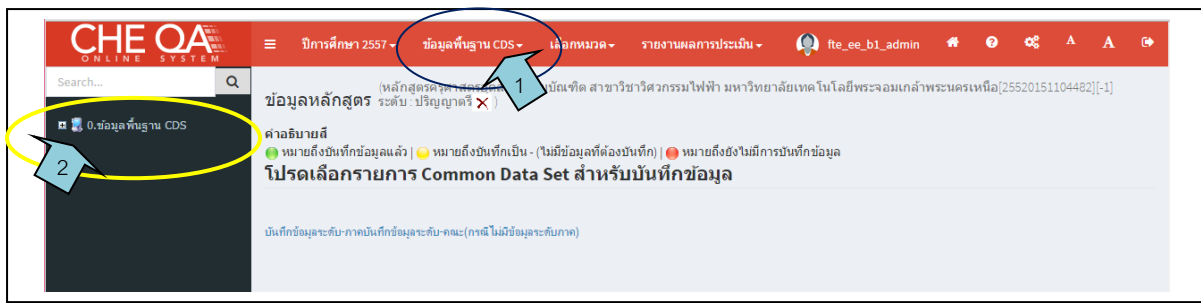 CHE QA
ONLINE SYSTEM
ปีการศึกษา 2557 ข้อมูลพื้นฐาน CDS เลือกหมวด รายงานผลการประเมิน fte_ee_b1_admin A A
1
Search...
ข้อมูลหลักสูตร (หลักสูตรครุศาสตร์ บัณฑิต สาขาวิชาวิศวกรรมไฟฟ้า มหาวิทยาลัยเทคโนโลยีพระจอมเกล้าพระนครเหนือ[25520151104482][-1]
ระดับ : ปริญญาตรี )
0.ข้อมูลพื้นฐาน CDS
2
คำอธิบายสี
หมายถึงบันทึกข้อมูลแล้ว | หมายถึงบันทึกเป็น - (ไม่มีข้อมูลที่ต้องบันทึก) | หมายถึงยังไม่มีการบันทึกข้อมูล
โปรดเลือกรายการ Common Data Set สำหรับบันทึกข้อมูล
บันทึกข้อมูลระดับ-ภาคบันทึกข้อมูลระดับ-คณะ(กรณีไม่มีข้อมูลระดับภาค)